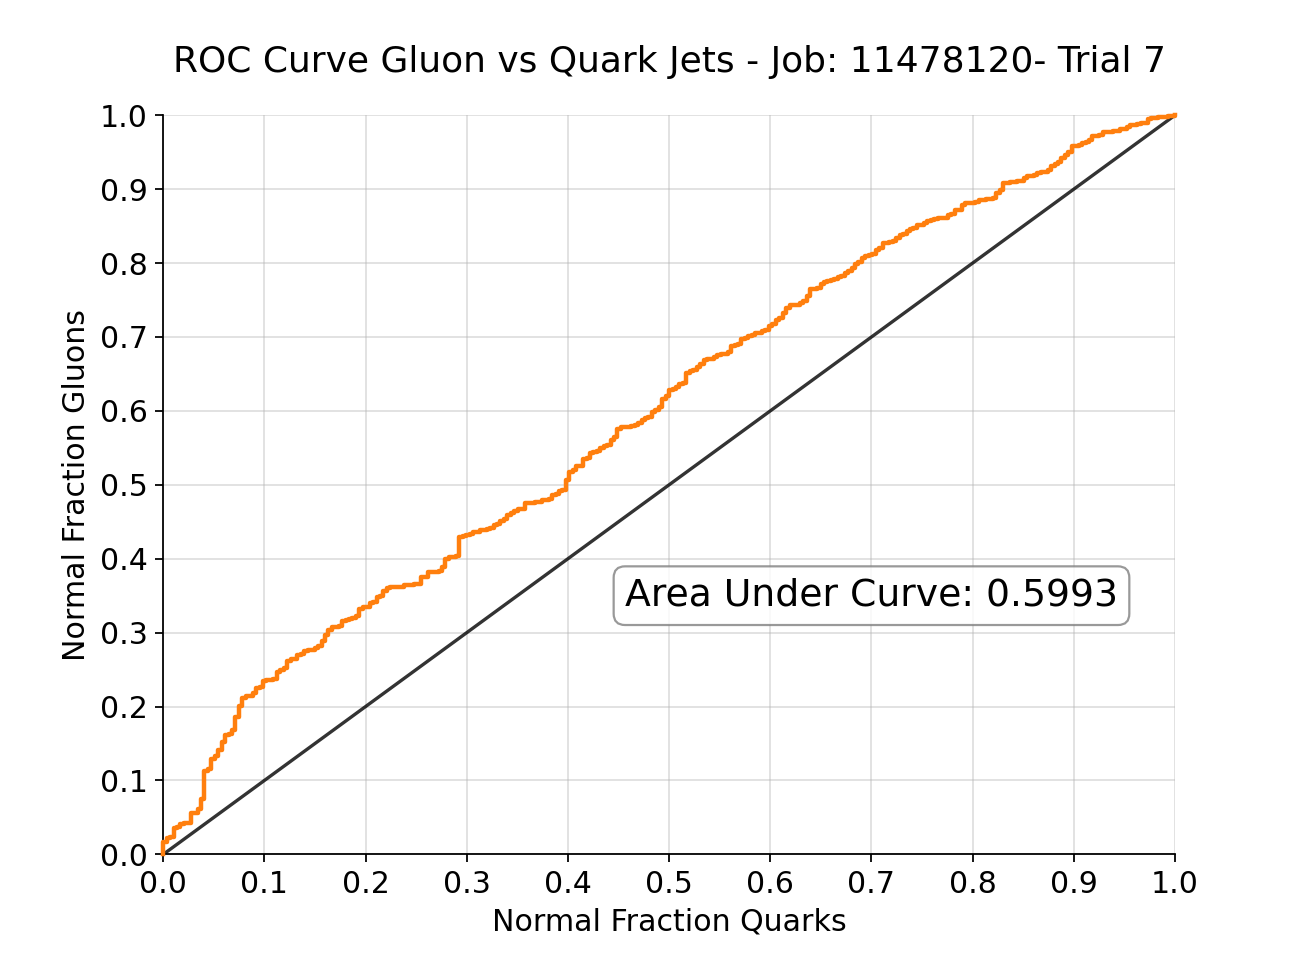 ROC Curve Gluon vs Quark Jets - Job: 11478120- Trial 7
1.0
0.9
0.8
0.7
0.6
0.5
0.4
0.3
0.2
0.1
0.0
Normal Fraction Gluons
Area Under Curve: 0.5993
0.0 0.1 0.2 0.3 0.4 0.5 0.6 0.7 0.8 0.9 1.0
Normal Fraction Quarks